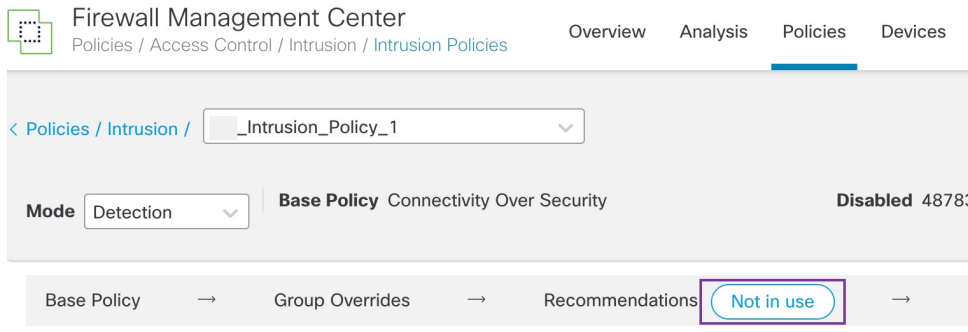 Firewall Management Center
Overview Analysis Policies Devices
Policies / Access Control / Intrusion / Intrusion Policies
< Policies / Intrusion / _Intrusion_Policy_1
Mode Detection Base Policy Connectivity Over Security Disabled 48783
Base Policy → Group Overrides → Recommendations Not in use →